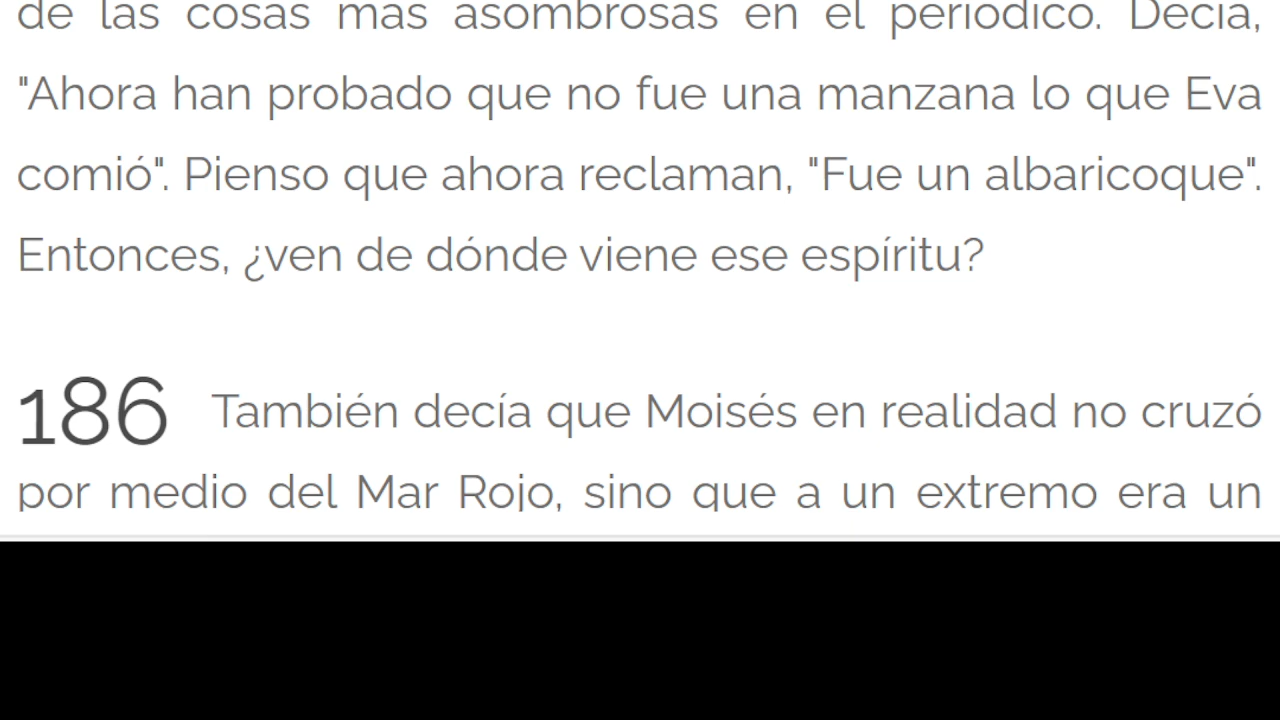 de las cosas más asombrosas en el periódico. Decía,
"Ahora han probado que no fue una manzana lo que Eva
comió". Pienso que ahora reclaman, "Fue un albaricoque".
Entonces, ¿ven de dónde viene ese espíritu?
186 También decía que Moisés en realidad no cruzó
por medio del Mar Rojo, sino que a un extremo era un